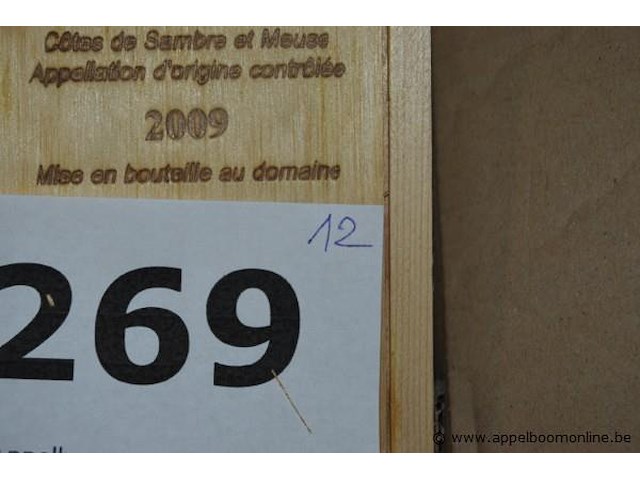 Côtes de Sambre et Meuse
Appellation d'origine contrôlée
2009
Mise en bouteille au domaine
12
269
© www.appelboomonline.be